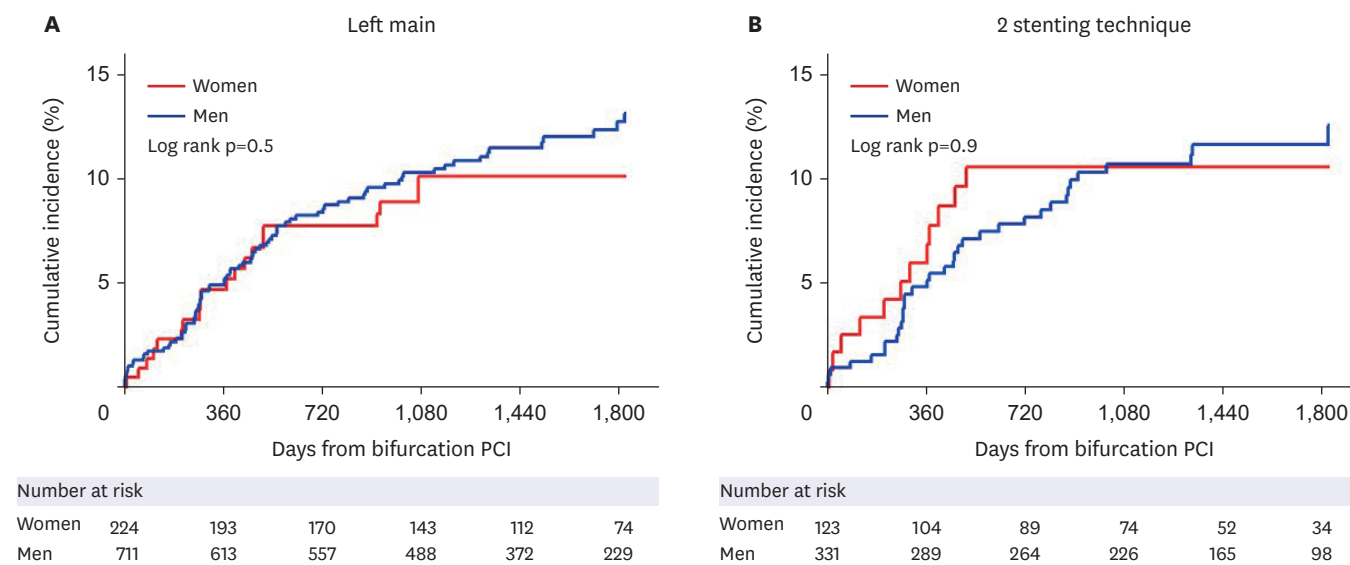 A Left main
15
10
5
Cumulative incidence (%)
Women
Men
Log rank p=0.5
0 360 720 1,080 1,440 1,800
Days from bifurcation PCI
Number at risk
Women 224 193 170 143 112 74
Men 711 613 557 488 372 229
B 2 stenting technique
15
10
5
Cumulative incidence (%)
Women
Men
Log rank p=0.9
0 360 720 1,080 1,440 1,800
Days from bifurcation PCI
Number at risk
Women 123 104 89 74 52 34
Men 331 289 264 226 165 98